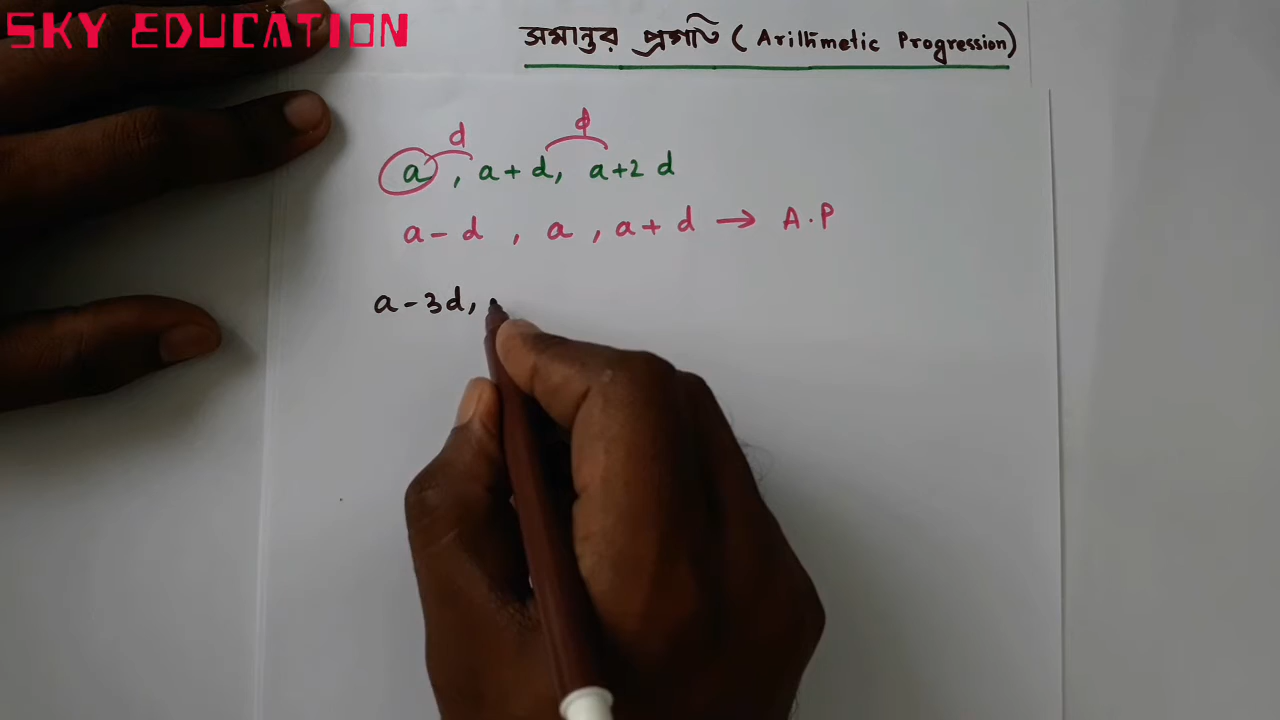 SKY EDUCATION
সমান্তর প্রগতি ( Arithmetic Progression)
d d
a , a + d, a +2 d
a - d , a , a + d → A.P
a - 3d,